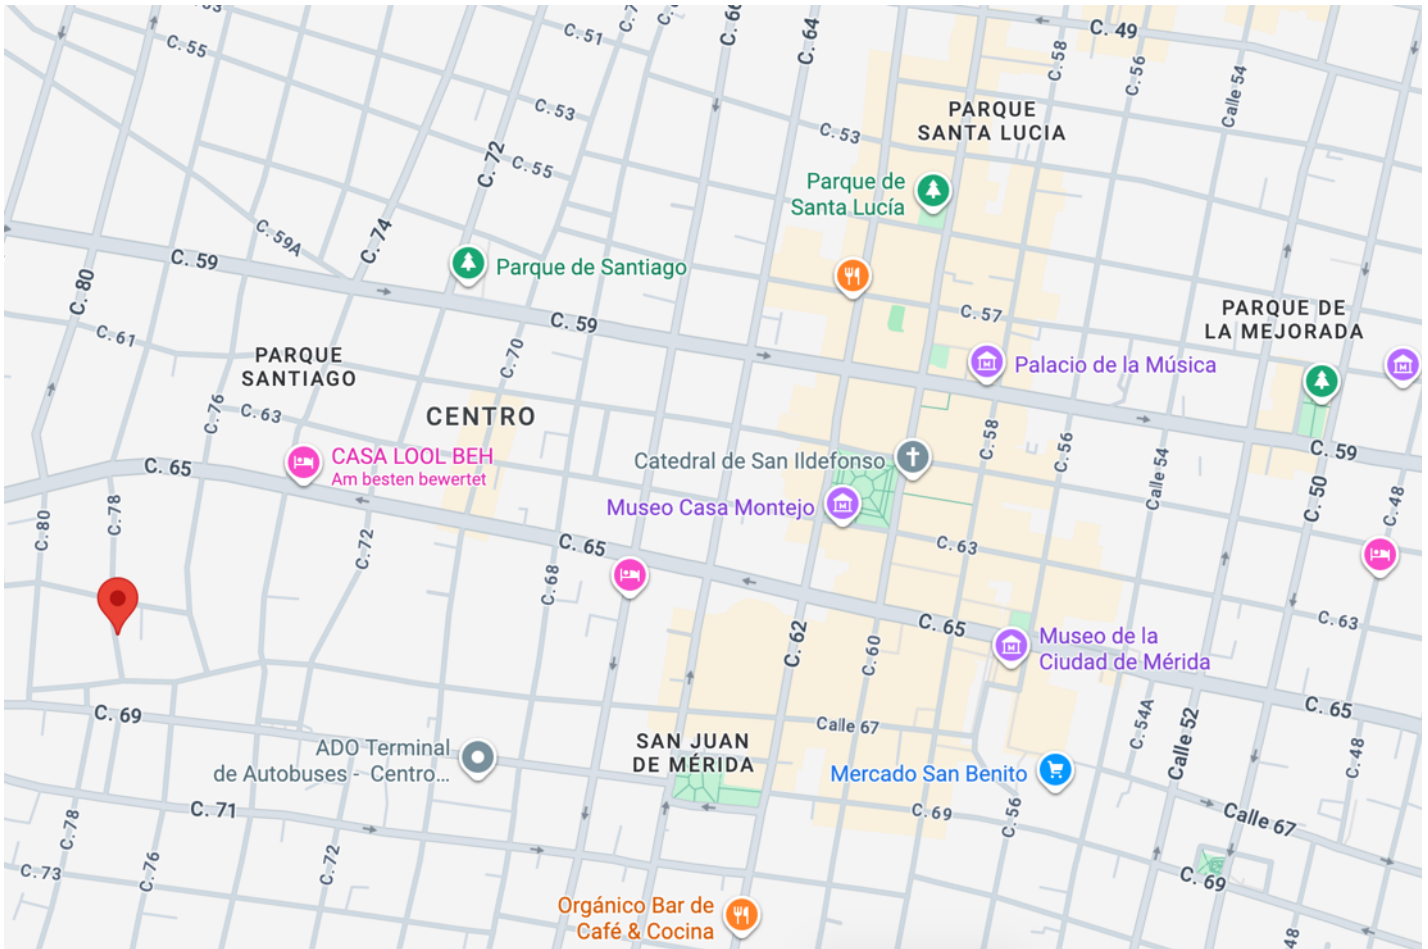 C. 55
C. 51
C. 72
C. 66
C. 64
C. 49
C. 58
C. 56
Calle 54
C. 53
C. 53
PARQUE
SANTA LUCIA
C. 72
C. 55
Parque de
Santa Lucía
C. 59A
C. 74
C. 59
Parque de Santiago
C. 80
C. 61
C. 59
C. 57
PARQUE DE
LA MEJORADA
PARQUE
SANTIAGO
C. 70
Palacio de la Música
C. 76
C. 63
CENTRO
C. 58
C. 56
C. 59
CASA LOOL BEH
Am besten bewertet
C. 65
Catedral de San Ildefonso
Calle 54
C. 50
C. 48
Museo Casa Montejo
C. 80
C. 78
C. 72
C. 65
C. 63
C. 68
C. 63
C. 62
C. 60
C. 65
Museo de la
Ciudad de Mérida
C. 65
C. 69
Calle 67
C. 54A
Calle 52
C. 48
SAN JUAN
DE MÉRIDA
ADO Terminal
de Autobuses - Centro...
Mercado San Benito
C. 71
C. 69
C. 56
Calle 67
C. 78
C. 73
C. 76
C. 72
C. 69
Orgánico Bar de
Café & Cocina
48